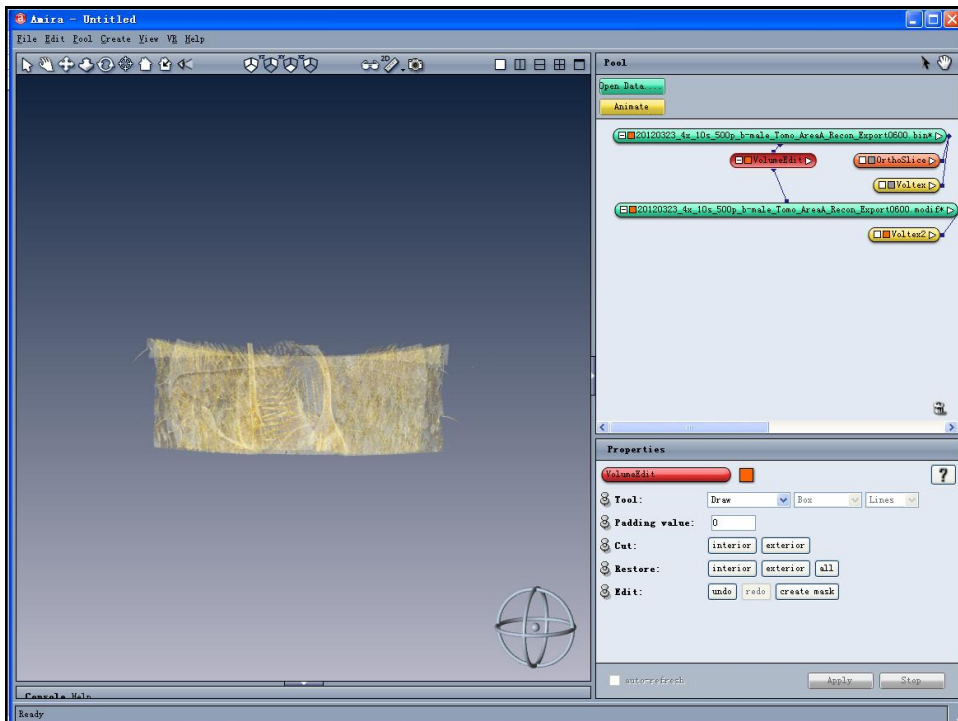 Amira - Untitled
File Edit Pool Create View VR Help
2D
Pool
Open Data...
Animate
20120323_4x_10s_500p_b-male_Tomo_AreaA_Recon_Export0600.bin*
VolumeEdit
OrthoSlice
Voltex
20120323_4x_10s_500p_b-male_Tomo_AreaA_Recon_Export0600.modif*
Voltex2
Properties
VolumeEdit
?
Tool: Draw Box Lines
Padding value: 0
Cut: interior exterior
Restore: interior exterior all
Edit: undo redo create mask
auto-refresh Apply Stop
Console Help
Ready